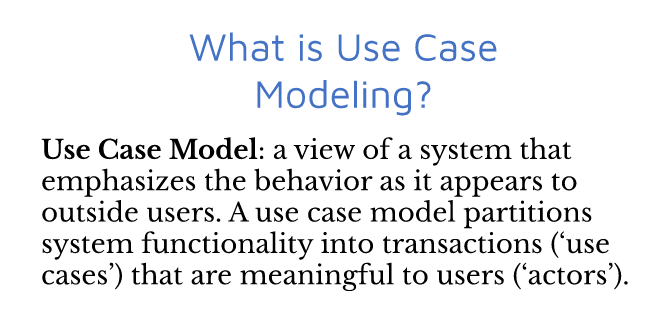 What is Use Case
Modeling?
Use Case Model: a view of a system that
emphasizes the behavior as it appears to
outside users. A use case model partitions
system functionality into transactions (‘use
cases’) that are meaningful to users (‘actors’).